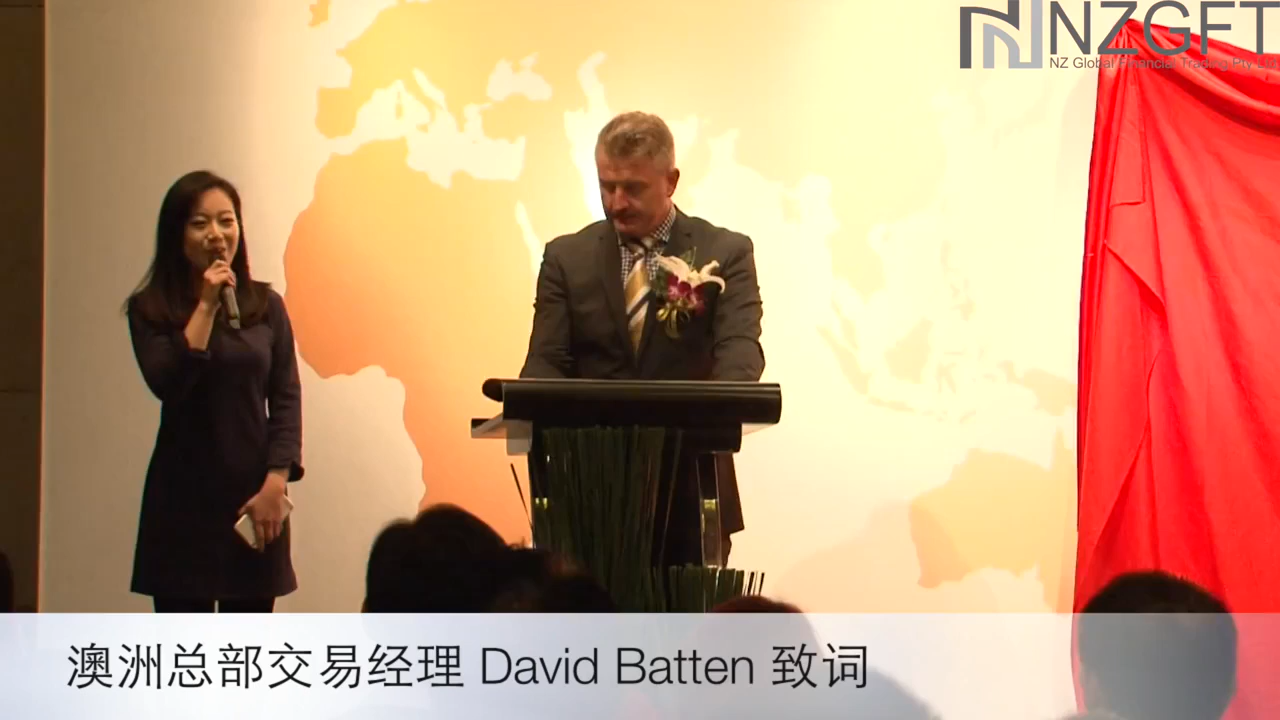 NZGFT
NZ Global Financial Trading Pty Ltd
澳洲总部交易经理 David Batten 致词